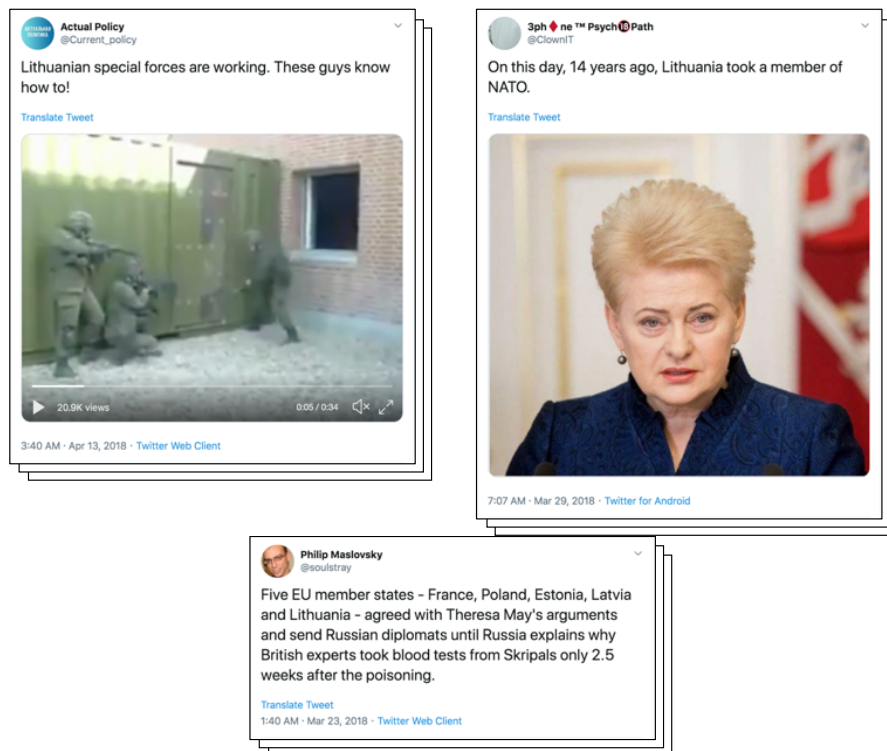 Actual Policy
@Current_policy
Lithuanian special forces are working. These guys know
how to!
Translate Tweet
20.9K views
0:05 / 0:34
3:40 AM · Apr 13, 2018 · Twitter Web Client
3ph♦ne ™ Psych🔞Path
@ClownIT
On this day, 14 years ago, Lithuania took a member of
NATO.
Translate Tweet
7:07 AM · Mar 29, 2018 · Twitter for Android
Philip Maslovsky
@soulstray
Five EU member states - France, Poland, Estonia, Latvia
and Lithuania - agreed with Theresa May's arguments
and send Russian diplomats until Russia explains why
British experts took blood tests from Skripals only 2.5
weeks after the poisoning.
Translate Tweet
1:40 AM · Mar 23, 2018 · Twitter Web Client